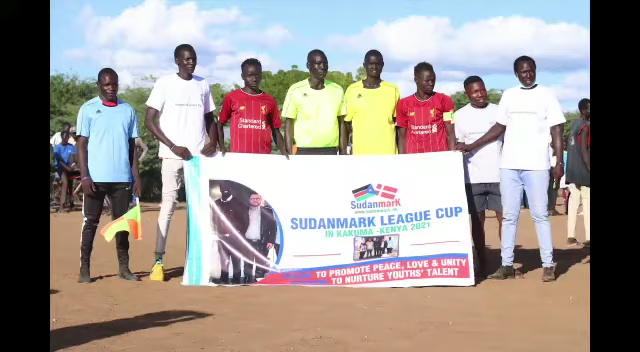 Standard
Chartered
Standard
Chartered
SudanmarK
SUDANMARK LEAGUE CUP
IN KAKUMA -KENYA 2021
TO PROMOTE PEACE, LOVE & UNITY
TO NURTURE YOUTHS' TALENT